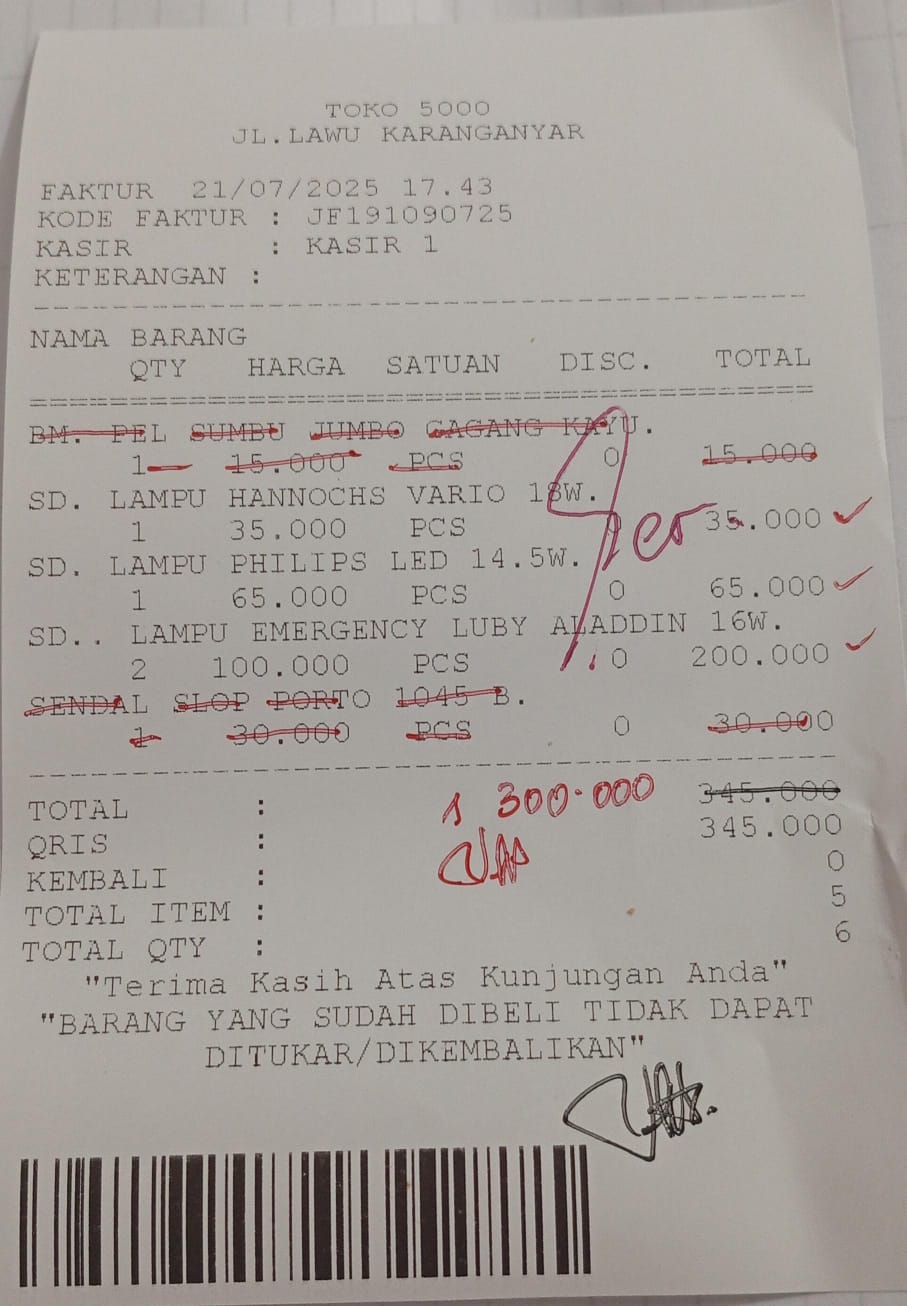 TOKO 5000
JL.LAWU KARANGANYAR
FAKTUR 21/07/2025 17.43
KODE FAKTUR : JF191090725
KASIR : KASIR 1
KETERANGAN :
NAMA BARANG
QTY HARGA SATUAN DISC. TOTAL
BM. PEL SUMBU JUMBO GAGANG KAYU.
1 15.000 PCS 0 15.000
SD. LAMPU HANNOCHS VARIO 18W.
1 35.000 PCS 0 35.000
SD. LAMPU PHILIPS LED 14.5W.
1 65.000 PCS 0 65.000
SD.. LAMPU EMERGENCY LUBY ALADDIN 16W.
2 100.000 PCS 0 200.000
SENDAL SLOP PORTO 1045 B.
1 30.000 PCS 0 30.000
TOTAL : 300.000 345.000
QRIS : 345.000
KEMBALI : 0
TOTAL ITEM : 5
TOTAL QTY : 6
"Terima Kasih Atas Kunjungan Anda"
"BARANG YANG SUDAH DIBELI TIDAK DAPAT
DITUKAR/DIKEMBALIKAN"